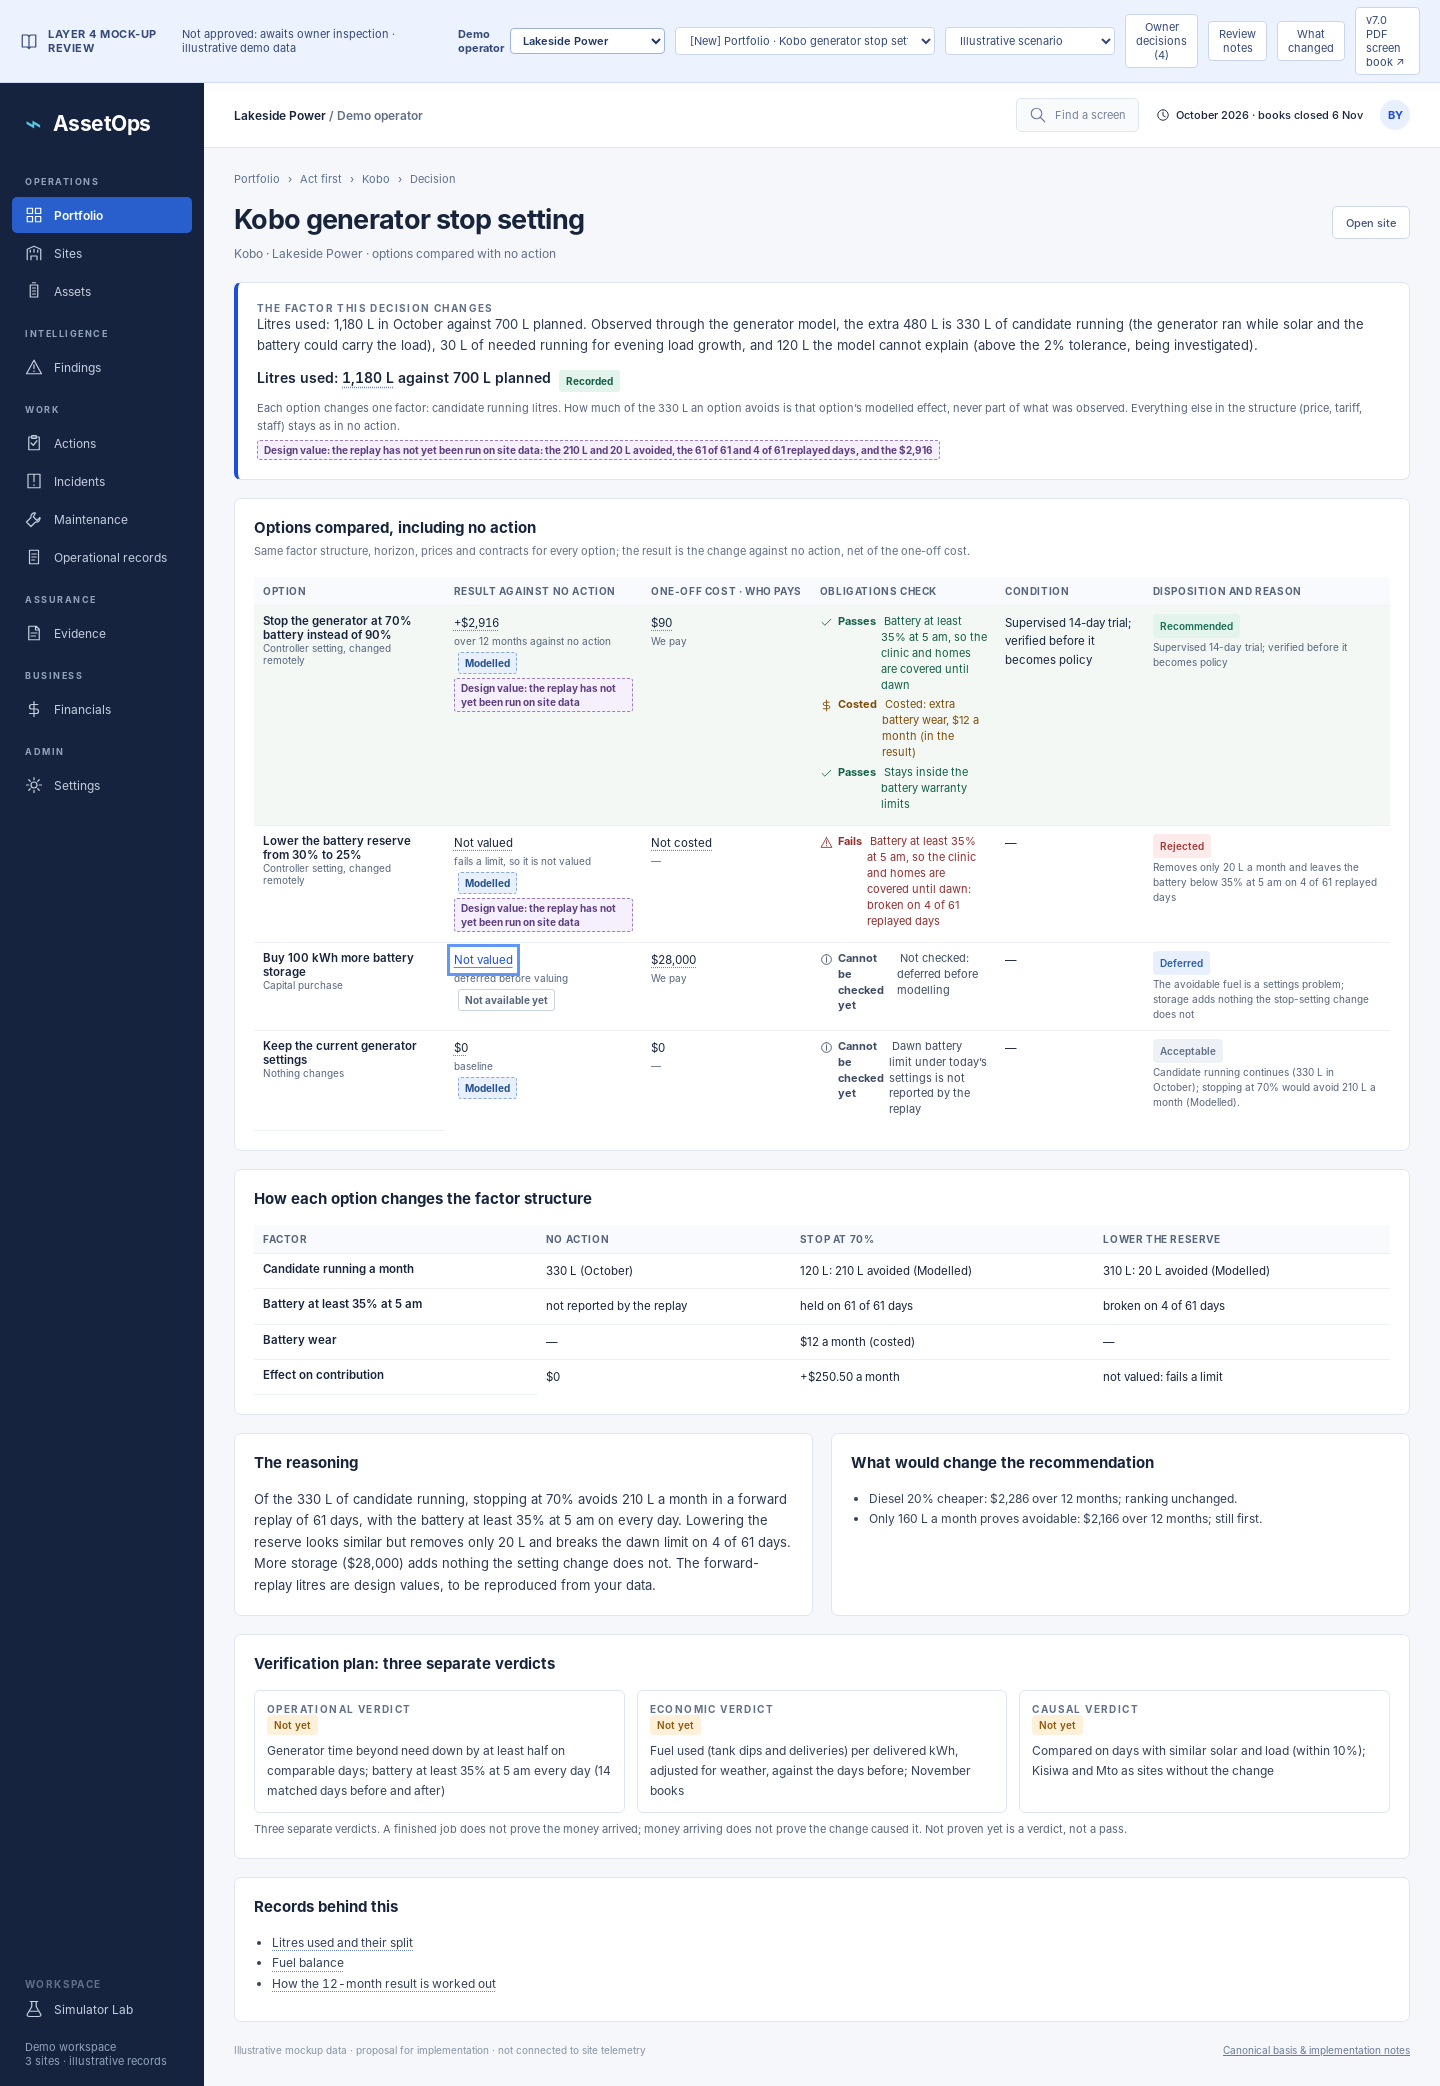 LAYER 4 MOCK-UP
REVIEW
Not approved: awaits owner inspection ·
illustrative demo data
Demo
operator
Lakeside Power
[New] Portfolio · Kobo generator stop set
Illustrative scenario
Owner
decisions
(4)
Review
notes
What
changed
v7.0
PDF
screen
book ↗
AssetOps
OPERATIONS
Portfolio
Sites
Assets
INTELLIGENCE
Findings
WORK
Actions
Incidents
Maintenance
Operational records
ASSURANCE
Evidence
BUSINESS
Financials
ADMIN
Settings
WORKSPACE
Simulator Lab
Demo workspace
3 sites · illustrative records
Lakeside Power / Demo operator
Find a screen
October 2026 · books closed 6 Nov
BY
Portfolio › Act first › Kobo › Decision
Kobo generator stop setting
Open site
Kobo · Lakeside Power · options compared with no action
THE FACTOR THIS DECISION CHANGES
Litres used: 1,180 L in October against 700 L planned. Observed through the generator model, the extra 480 L is 330 L of candidate running (the generator ran while solar and the
battery could carry the load), 30 L of needed running for evening load growth, and 120 L the model cannot explain (above the 2% tolerance, being investigated).
Litres used: 1,180 L against 700 L planned Recorded
Each option changes one factor: candidate running litres. How much of the 330 L an option avoids is that option's modelled effect, never part of what was observed. Everything else in the structure (price, tariff,
staff) stays as in no action.
Design value: the replay has not yet been run on site data: the 210 L and 20 L avoided, the 61 of 61 and 4 of 61 replayed days, and the $2,916
Options compared, including no action
Same factor structure, horizon, prices and contracts for every option; the result is the change against no action, net of the one-off cost.
OPTION RESULT AGAINST NO ACTION ONE-OFF COST · WHO PAYS OBLIGATIONS CHECK CONDITION DISPOSITION AND REASON
Stop the generator at 70%
battery instead of 90%
Controller setting, changed
remotely
+$2,916
over 12 months against no action
Modelled
Design value: the replay has not
yet been run on site data
$90
We pay
Passes Battery at least
35% at 5 am, so the
clinic and homes
are covered until
dawn
Costed Costed: extra
battery wear, $12 a
month (in the
result)
Passes Stays inside the
battery warranty
limits
Supervised 14-day trial;
verified before it
becomes policy
Recommended
Supervised 14-day trial; verified before it
becomes policy
Lower the battery reserve
from 30% to 25%
Controller setting, changed
remotely
Not valued
fails a limit, so it is not valued
Modelled
Design value: the replay has not
yet been run on site data
Not costed
—
Fails Battery at least 35%
at 5 am, so the clinic
and homes are
covered until dawn:
broken on 4 of 61
replayed days
—
Rejected
Removes only 20 L a month and leaves the
battery below 35% at 5 am on 4 of 61 replayed
days
Buy 100 kWh more battery
storage
Capital purchase
Not valued
deferred before valuing
Not available yet
$28,000
We pay
Cannot
be
checked
yet
Not checked:
deferred before
modelling
—
Deferred
The avoidable fuel is a settings problem;
storage adds nothing the stop-setting change
does not
Keep the current generator
settings
Nothing changes
$0
baseline
Modelled
$0
—
Cannot
be
checked
yet
Dawn battery
limit under today's
settings is not
reported by the
replay
—
Acceptable
Candidate running continues (330 L in
October); stopping at 70% would avoid 210 L a
month (Modelled).
How each option changes the factor structure
FACTOR NO ACTION STOP AT 70% LOWER THE RESERVE
Candidate running a month 330 L (October) 120 L: 210 L avoided (Modelled) 310 L: 20 L avoided (Modelled)
Battery at least 35% at 5 am not reported by the replay held on 61 of 61 days broken on 4 of 61 days
Battery wear — $12 a month (costed) —
Effect on contribution $0 +$250.50 a month not valued: fails a limit
The reasoning
Of the 330 L of candidate running, stopping at 70% avoids 210 L a month in a forward
replay of 61 days, with the battery at least 35% at 5 am on every day. Lowering the
reserve looks similar but removes only 20 L and breaks the dawn limit on 4 of 61 days.
More storage ($28,000) adds nothing the setting change does not. The forward-
replay litres are design values, to be reproduced from your data.
What would change the recommendation
• Diesel 20% cheaper: $2,286 over 12 months; ranking unchanged.
• Only 160 L a month proves avoidable: $2,166 over 12 months; still first.
Verification plan: three separate verdicts
OPERATIONAL VERDICT
Not yet
Generator time beyond need down by at least half on
comparable days; battery at least 35% at 5 am every day (14
matched days before and after)
ECONOMIC VERDICT
Not yet
Fuel used (tank dips and deliveries) per delivered kWh,
adjusted for weather, against the days before; November
books
CAUSAL VERDICT
Not yet
Compared on days with similar solar and load (within 10%);
Kisiwa and Mto as sites without the change
Three separate verdicts. A finished job does not prove the money arrived; money arriving does not prove the change caused it. Not proven yet is a verdict, not a pass.
Records behind this
• Litres used and their split
• Fuel balance
• How the 12-month result is worked out
Illustrative mockup data · proposal for implementation · not connected to site telemetry
Canonical basis & implementation notes